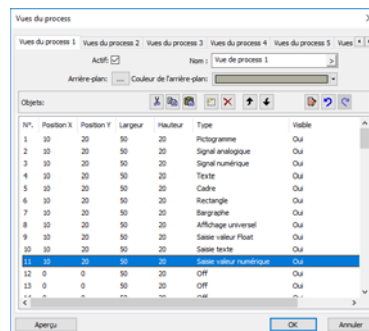 Vues du process
Vues du process 1 Vues du process 2 Vues du process 3 Vues du process 4 Vues du process 5 Vues
Actif: Nom : Vue de process 1 >
Arrière-plan: ... Couleur de l'arrière-plan:
Objets:
N°. Position X Position Y Largeur Hauteur Type Visible
1 10 20 50 20 Pictogramme Oui
2 10 20 50 20 Signal analogique Oui
3 10 20 50 20 Signal numérique Oui
4 10 20 50 20 Texte Oui
5 10 20 50 20 Cadre Oui
6 10 20 50 20 Rectangle Oui
7 10 20 50 20 Bargraphe Oui
8 10 20 50 20 Affichage universel Oui
9 10 20 50 20 Saisie valeur Float Oui
10 10 20 50 20 Saisie texte Oui
11 10 20 50 20 Saisie valeur numérique Oui
12 0 0 50 20 Off Oui
13 0 0 50 20 Off Oui
Aperçu OK Annuler